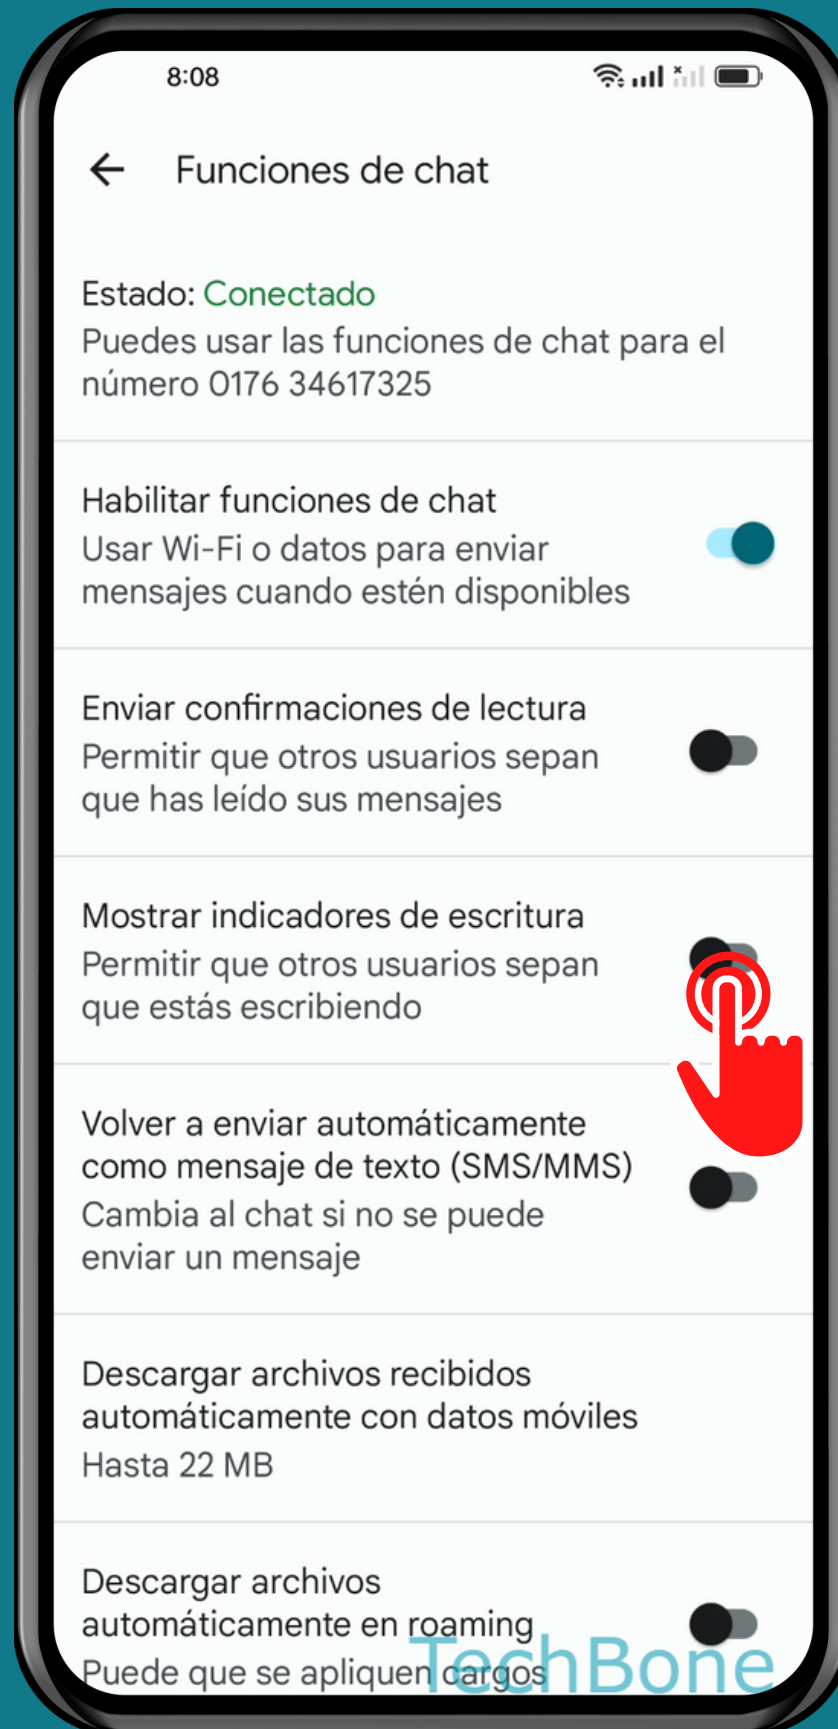 8:08
Funciones de chat
Estado: Conectado
Puedes usar las funciones de chat para el
número 0176 34617325
Habilitar funciones de chat
Usar Wi-Fi o datos para enviar
mensajes cuando estén disponibles
Enviar confirmaciones de lectura
Permitir que otros usuarios sepan
que has leído sus mensajes
Mostrar indicadores de escritura
Permitir que otros usuarios sepan
que estás escribiendo
Volver a enviar automáticamente
como mensaje de texto (SMS/MMS)
Cambia al chat si no se puede
enviar un mensaje
Descargar archivos recibidos
automáticamente con datos móviles
Hasta 22 MB
Descargar archivos
automáticamente en roaming
Puede que se apliquen cargos
TechBone